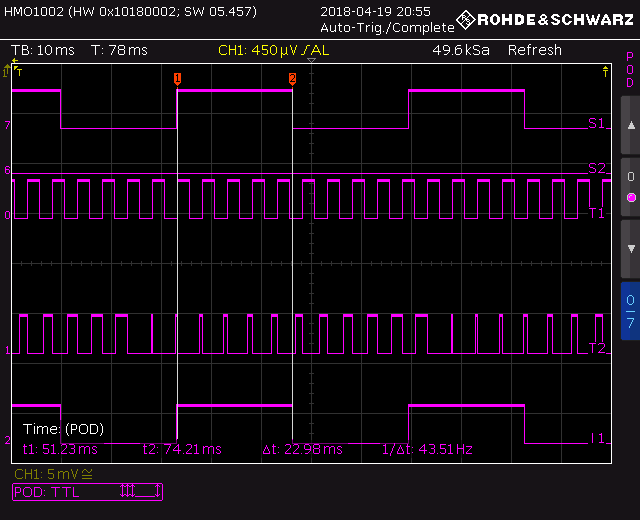 HMO1002 (HW 0x10180002; SW 05.457)
2018-04-19 20:55
Auto-Trig./Complete
ROHDE&SCHWARZ
TB: 10 ms T: 78 ms CH1: 450 µV AL 49.6 kSa Refresh
POD
1
T
T
1
2
7
S1
6
S2
0
0
T1
0
7
1
T2
Time: (POD)
2
t1: 51.23 ms t2: 74.21 ms Δt: 22.98 ms 1/Δt: 43.51 Hz
CH1: 5 mV
POD: TTL